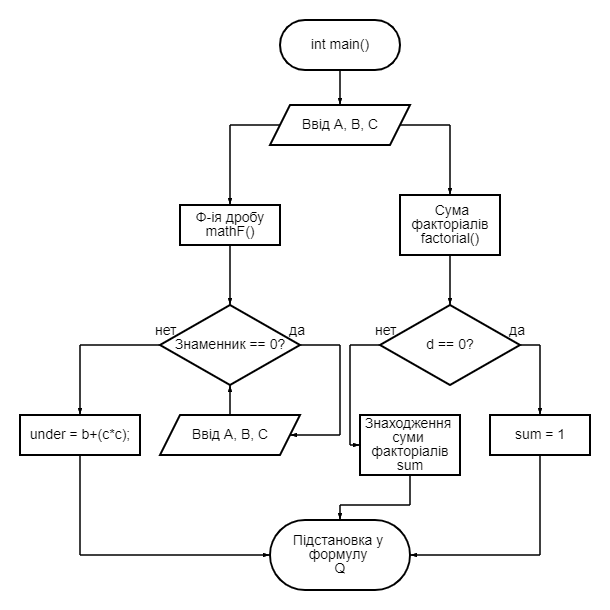 int main()
Ввід A, B, C
Ф-ія дробу
mathF()
Сума
факторіалів
factorial()
нет
Знаменник == 0?
да
нет
d == 0?
да
under = b+(c*c);
Ввід A, B, C
Знаходження
суми
факторіалів
sum
sum = 1
Підстановка у
формулу
Q